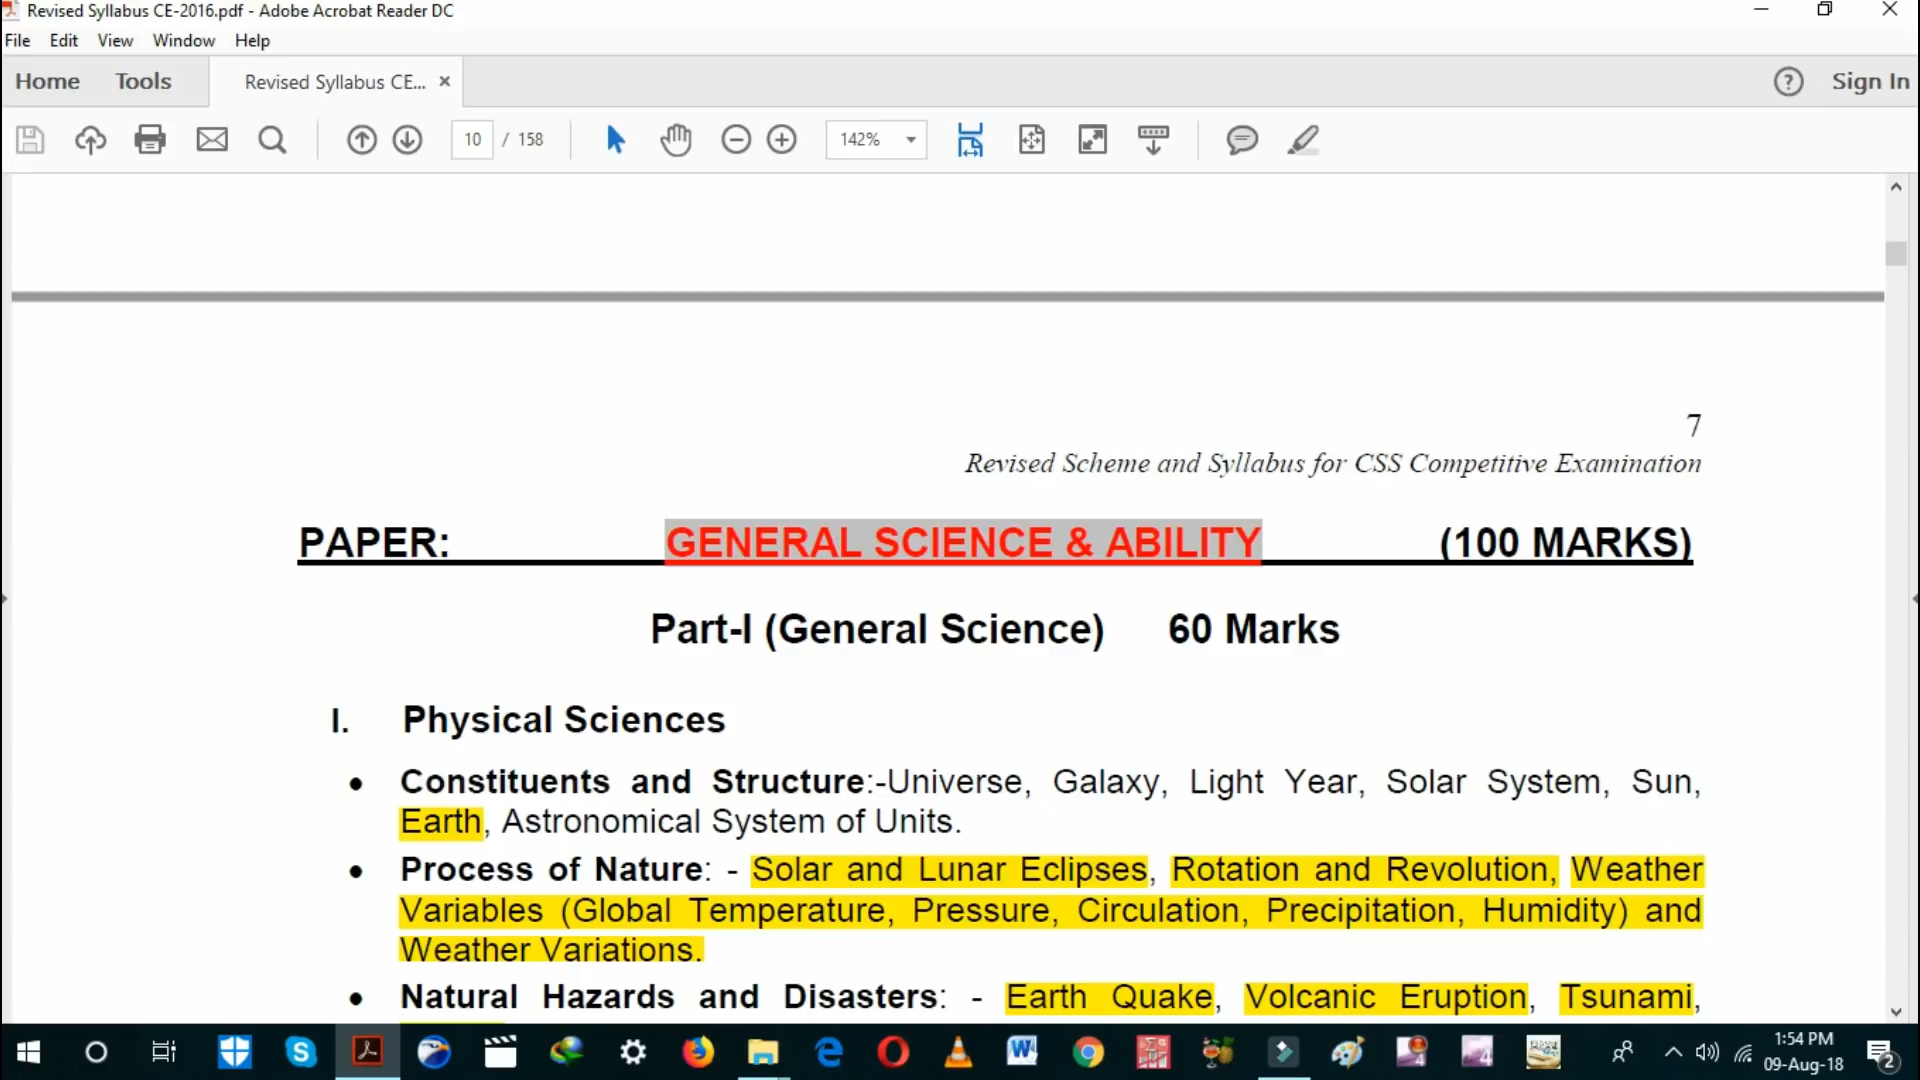 Revised Syllabus CE-2016.pdf - Adobe Acrobat Reader DC
File Edit View Window Help
Home Tools Revised Syllabus CE... × ? Sign In
10 / 158 142%
7
Revised Scheme and Syllabus for CSS Competitive Examination
PAPER: GENERAL SCIENCE & ABILITY (100 MARKS)
Part-I (General Science) 60 Marks
I. Physical Sciences
• Constituents and Structure:-Universe, Galaxy, Light Year, Solar System, Sun,
Earth, Astronomical System of Units.
• Process of Nature: - Solar and Lunar Eclipses, Rotation and Revolution, Weather
Variables (Global Temperature, Pressure, Circulation, Precipitation, Humidity) and
Weather Variations.
• Natural Hazards and Disasters: - Earth Quake, Volcanic Eruption, Tsunami,
1:54 PM
09-Aug-18
2